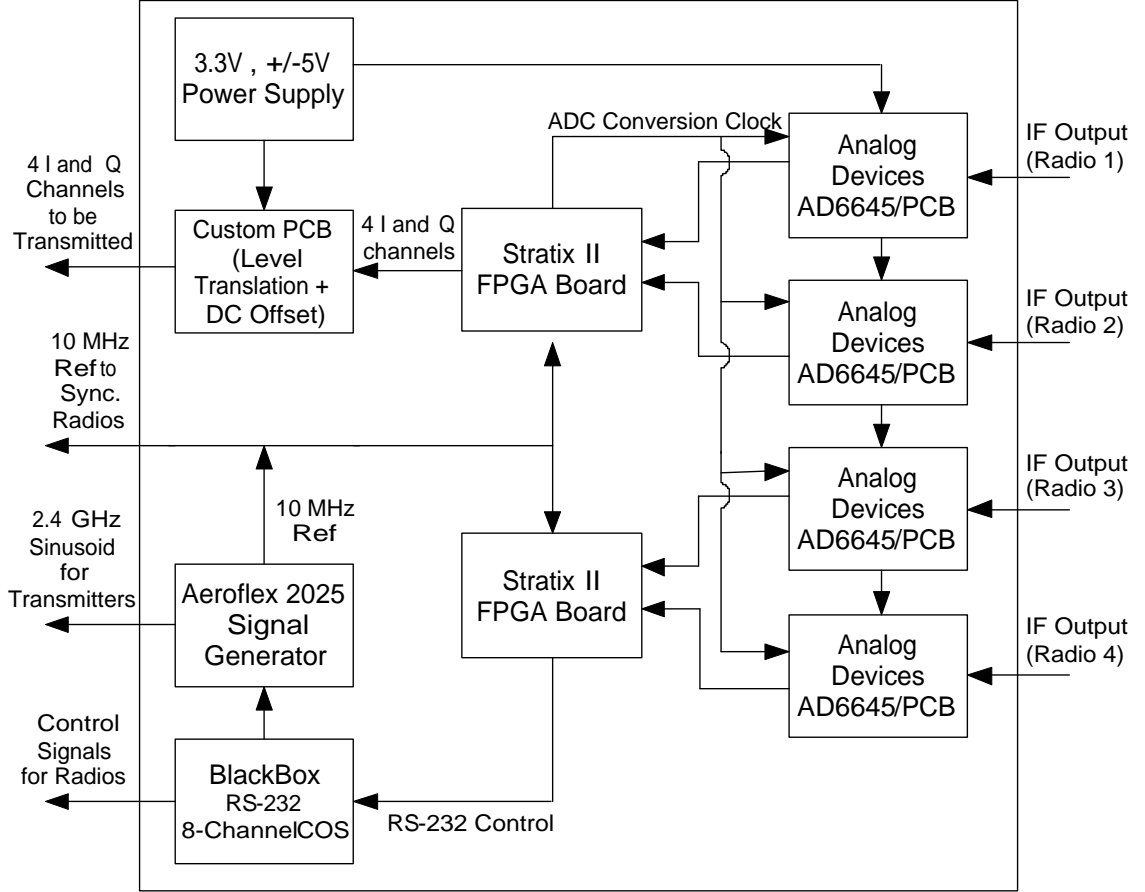 3.3V , +/-5V
Power Supply
ADC Conversion Clock
Analog
Devices
AD6645/PCB
IF Output
(Radio 1)
4 I and Q
Channels
to be
Transmitted
Custom PCB
(Level
Translation +
DC Offset)
4 I and Q
channels
Stratix II
FPGA Board
Analog
Devices
AD6645/PCB
IF Output
(Radio 2)
10 MHz
Ref to
Sync.
Radios
Analog
Devices
AD6645/PCB
IF Output
(Radio 3)
10 MHz
Ref
2.4 GHz
Sinusoid
for
Transmitters
Aeroflex 2025
Signal
Generator
Stratix II
FPGA Board
Analog
Devices
AD6645/PCB
IF Output
(Radio 4)
Control
Signals
for Radios
BlackBox
RS-232
8-ChannelCOS
RS-232 Control